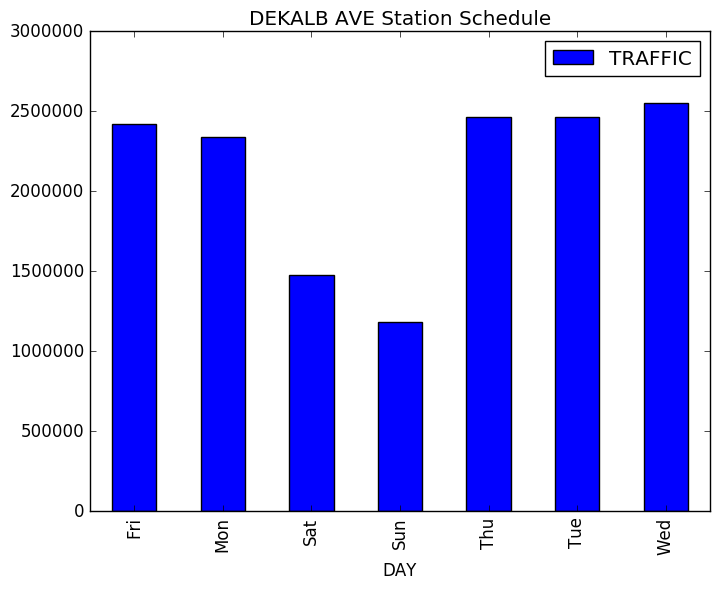 DEKALB AVE Station Schedule
TRAFFIC
3000000
2500000
2000000
1500000
1000000
500000
0
Fri
Mon
Sat
Sun
Thu
Tue
Wed
DAY